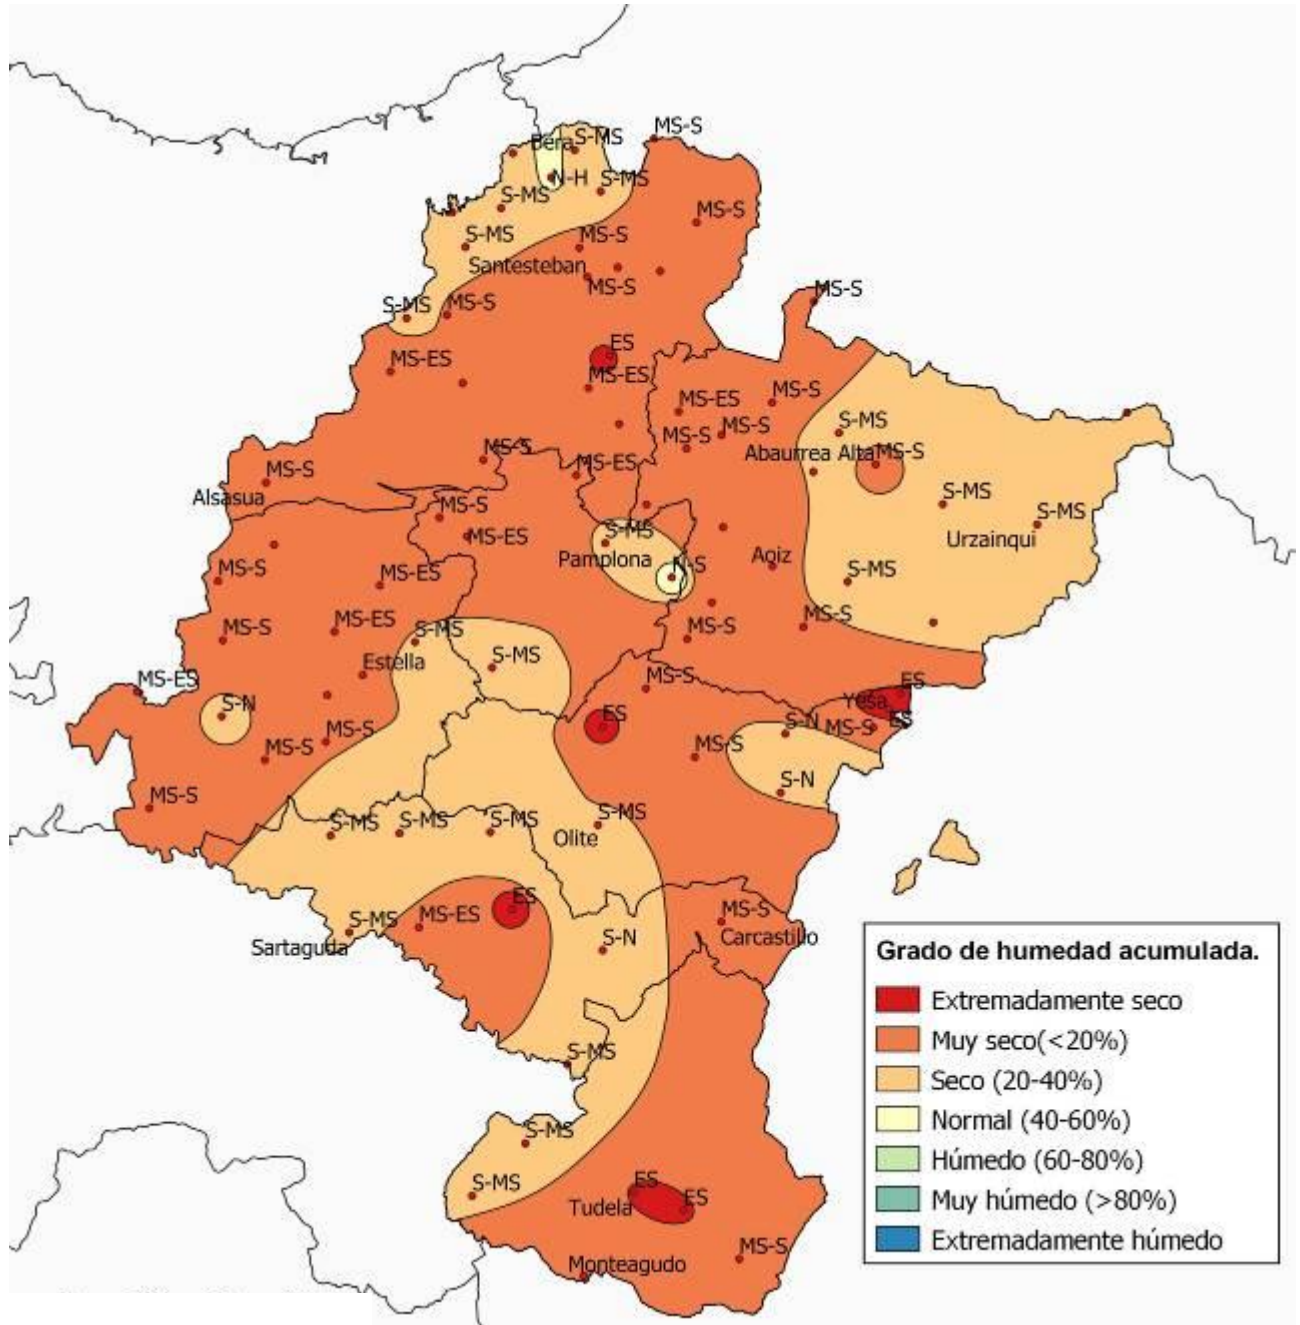 MS-S
Bera
S-MS
N-H
S-MS
S-MS
MS-S
S-MS
MS-S
Santesteban
MS-S
MS-S
S-MS
MS-S
ES
MS-ES
MS-ES
MS-ES
MS-S
S-MS
MS-S
MS-S
MS-S
Abaurrea Alta
MS-S
MS-ES
MS-S
Alsasua
S-MS
MS-S
S-MS
Urzainqui
MS-ES
S-MS
Pamplona
Aoiz
N-S
MS-S
MS-ES
S-MS
MS-ES
MS-S
S-MS
MS-S
MS-S
Estella
S-MS
MS-ES
MS-S
ES
Yesa
S-N
ES
ES
S-N
MS-S
MS-S
MS-S
MS-S
S-N
MS-S
S-MS
S-MS
S-MS
S-MS
Olite
ES
MS-ES
S-MS
MS-S
Carcastillo
Sartaguda
S-N
Grado de humedad acumulada.
Extremadamente seco
Muy seco(<20%)
Seco (20-40%)
Normal (40-60%)
Húmedo (60-80%)
Muy húmedo (>80%)
Extremadamente húmedo
S-MS
S-MS
S-MS
ES
ES
Tudela
MS-S
Monteagudo